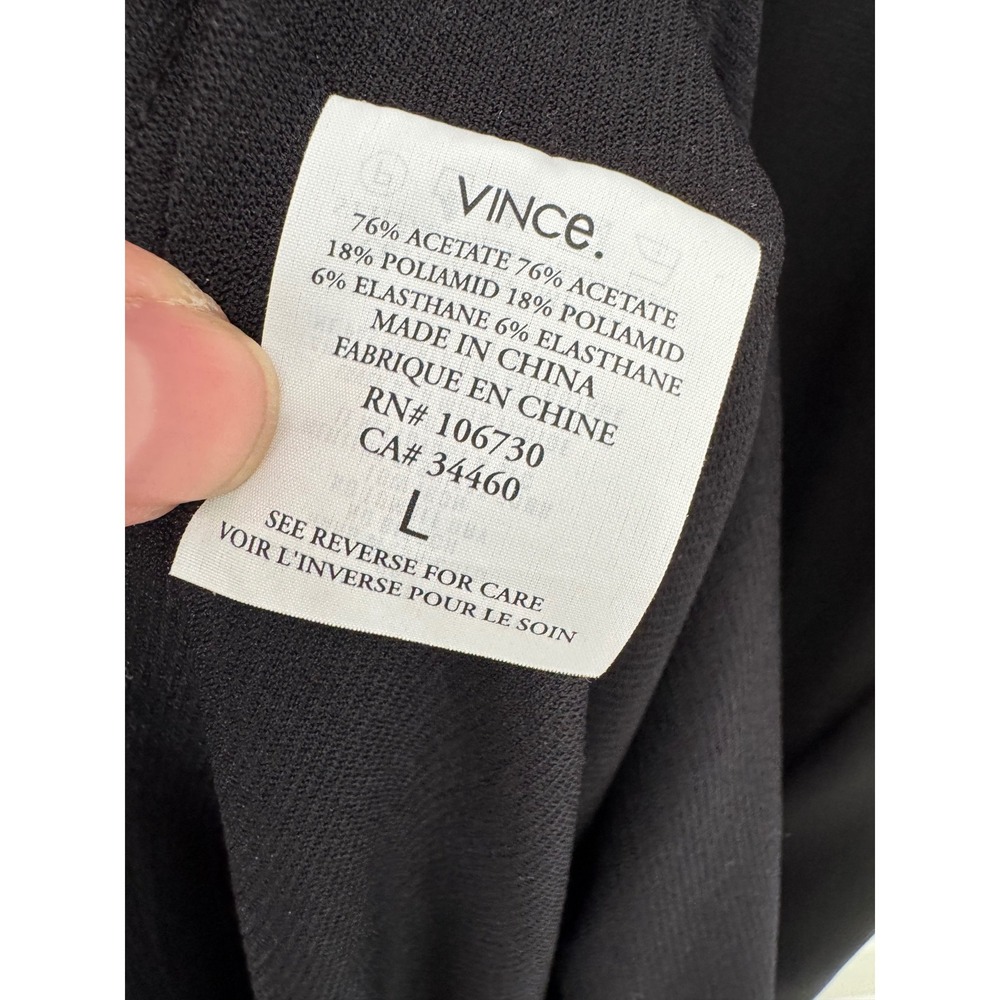 VINCe.
76% ACETATE 76% ACETATE
18% POLIAMID 18% POLIAMID
6% ELASTHANE 6% ELASTHANE
MADE IN CHINA
FABRIQUE EN CHINE
RN# 106730
CA# 34460
L
SEE REVERSE FOR CARE
VOIR L'INVERSE POUR LE SOIN